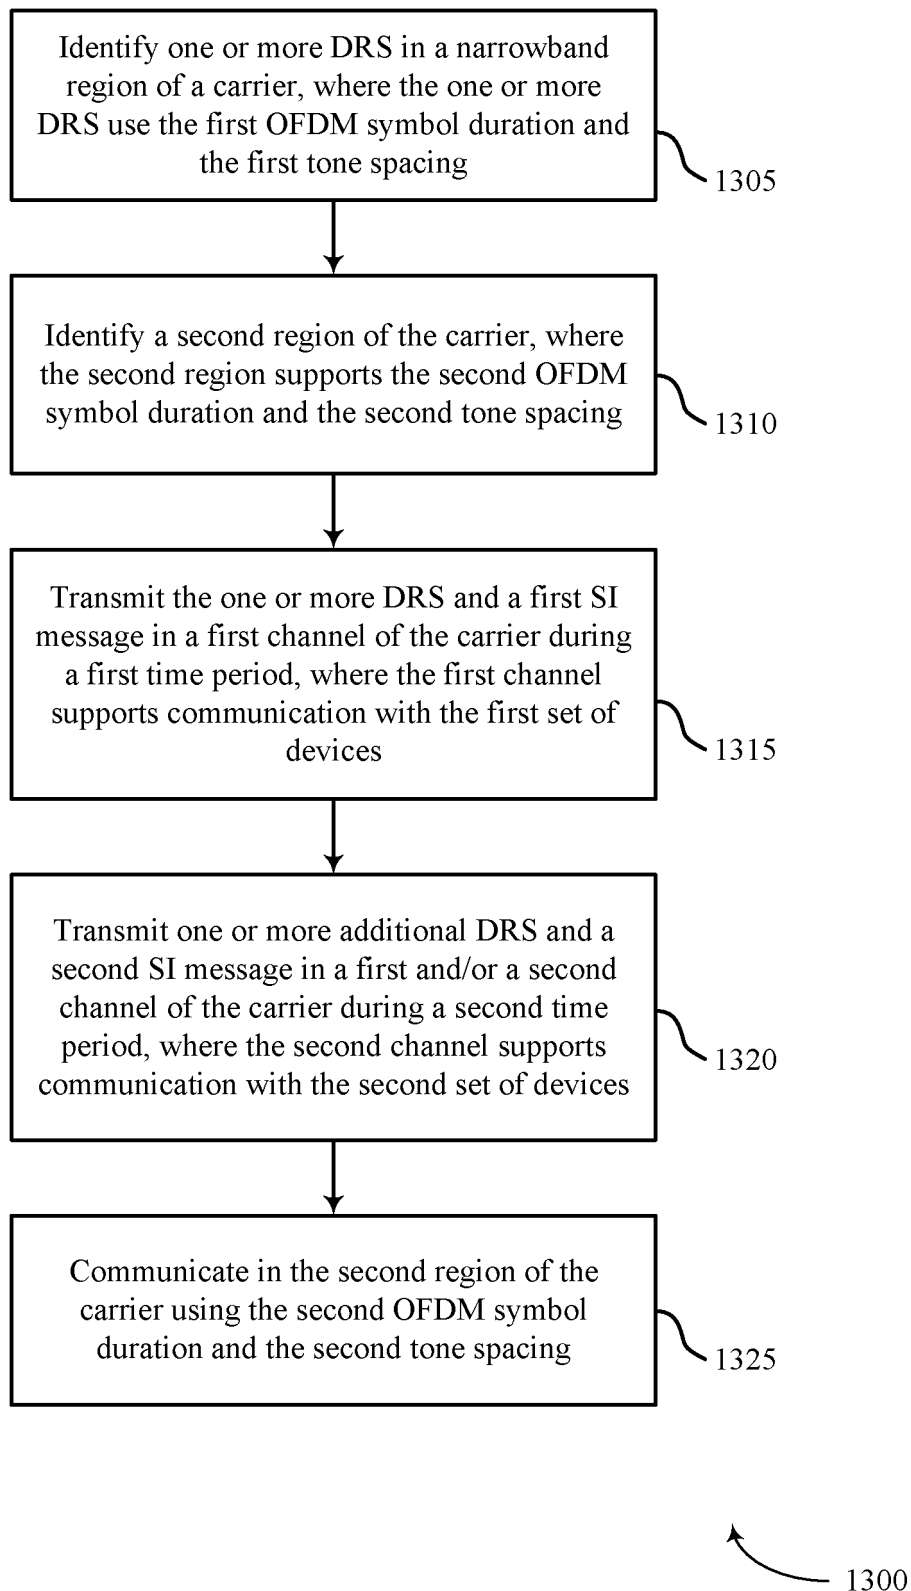 Identify one or more DRS in a narrowband
region of a carrier, where the one or more
DRS use the first OFDM symbol duration and
the first tone spacing
1305
Identify a second region of the carrier, where
the second region supports the second OFDM
symbol duration and the second tone spacing
1310
Transmit the one or more DRS and a first SI
message in a first channel of the carrier during
a first time period, where the first channel
supports communication with the first set of
devices
1315
Transmit one or more additional DRS and a
second SI message in a first and/or a second
channel of the carrier during a second time
period, where the second channel supports
communication with the second set of devices
1320
Communicate in the second region of the
carrier using the second OFDM symbol
duration and the second tone spacing
1325
1300